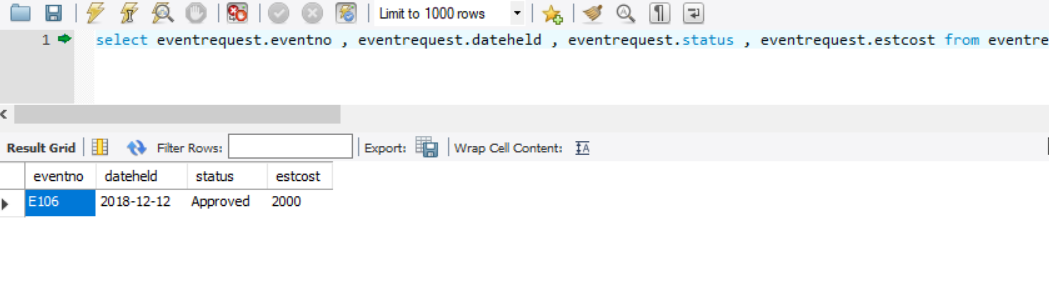 Limit to 1000 rows
1 select eventrequest.eventno , eventrequest.dateheld , eventrequest.status , eventrequest.estcost from eventre
Result Grid Filter Rows: Export: Wrap Cell Content:
eventno dateheld status estcost
E106 2018-12-12 Approved 2000